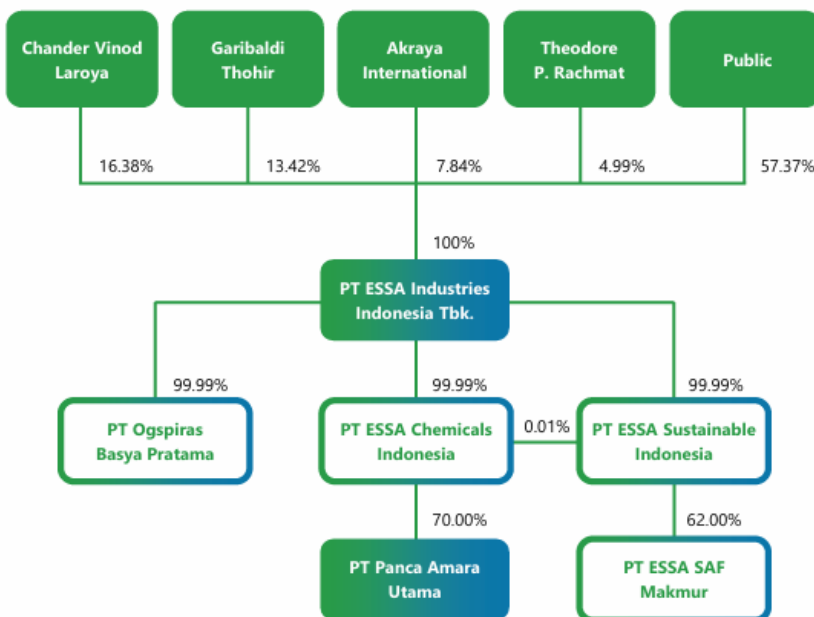 Chander Vinod
Laroya
Garibaldi
Thohir
Akraya
International
Theodore
P. Rachmat
Public
16.38%
13.42%
7.84%
4.99%
57.37%
100%
PT ESSA Industries
Indonesia Tbk.
99.99%
99.99%
99.99%
PT Ogspiras
Basya Pratama
PT ESSA Chemicals
Indonesia
0.01%
PT ESSA Sustainable
Indonesia
70.00%
62.00%
PT Panca Amara
Utama
PT ESSA SAF
Makmur